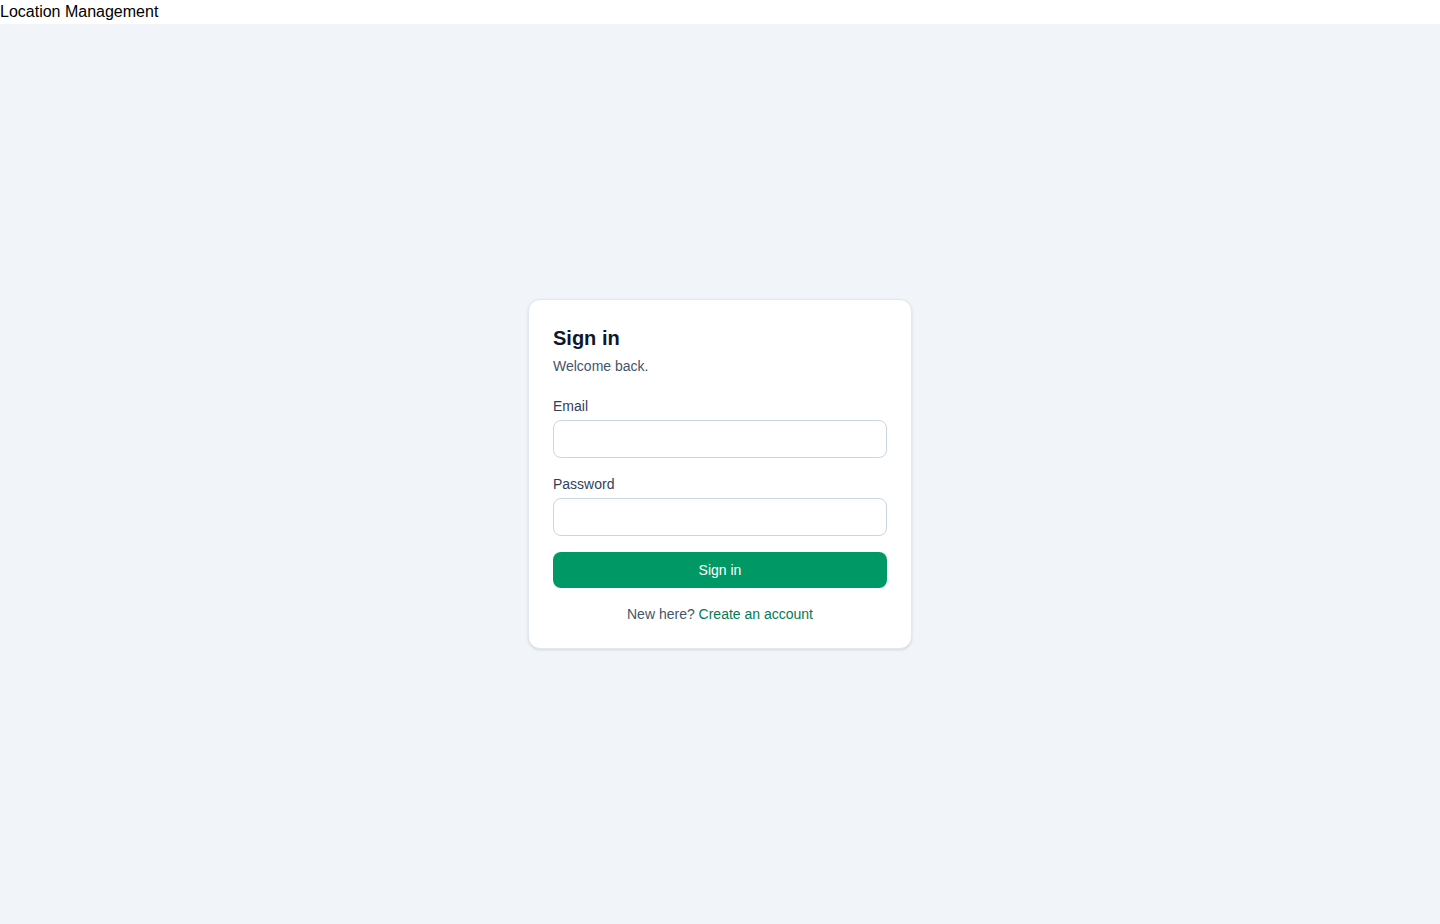 Location Management
Sign in
Welcome back.
Email
Password
Sign in
New here? Create an account